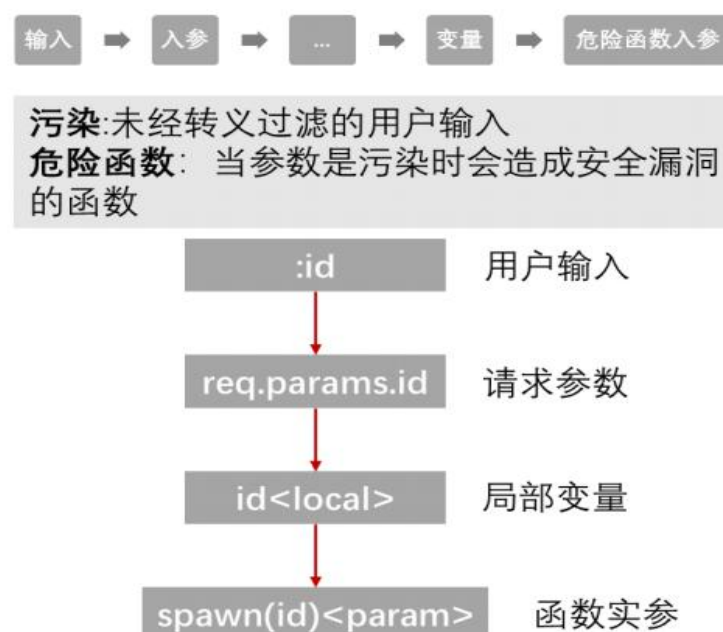 输入 入参 ... 变量 危险函数入参
污染:未经转义过滤的用户输入
危险函数：当参数是污染时会造成安全漏洞
的函数
:id 用户输入
req.params.id 请求参数
id<local> 局部变量
spawn(id)<param> 函数实参